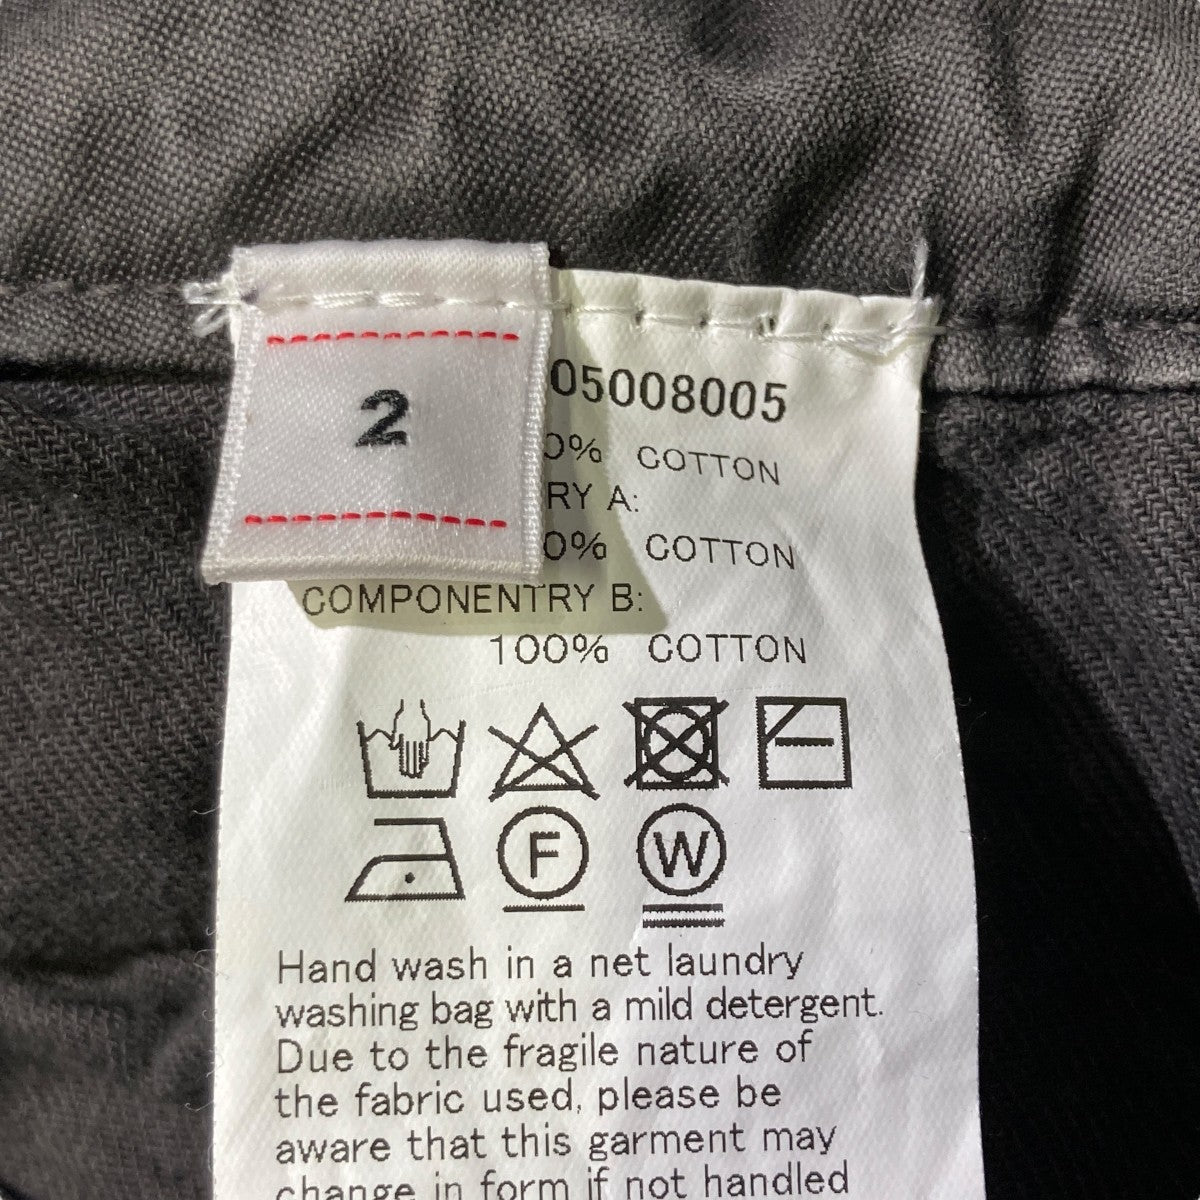 2
05008005
0% COTTON
RY A:
0% COTTON
COMPONENTRY B:
100% COTTON
F
W
Hand wash in a net laundry
washing bag with a mild detergent.
Due to the fragile nature of
the fabric used, please be
aware that this garment may
change in form if not handled